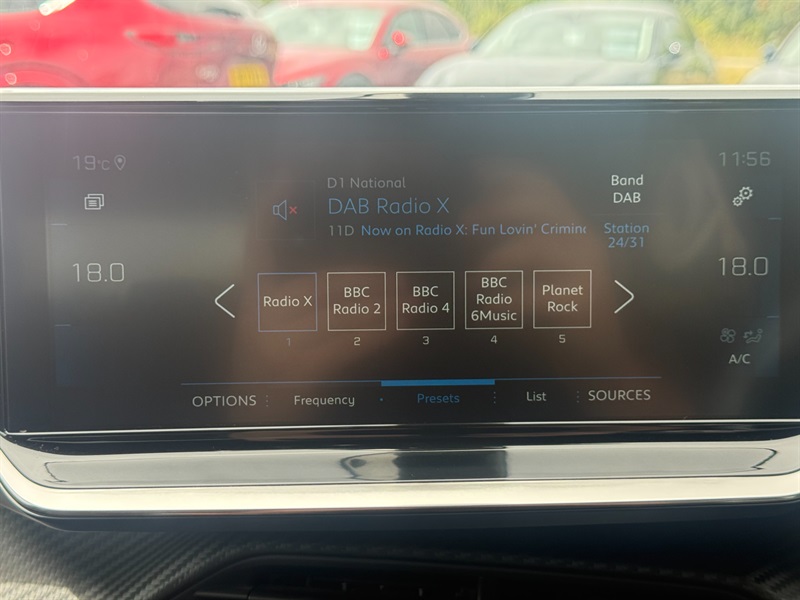 19°C
11:56
D1 National
Band
DAB
DAB Radio X
11D Now on Radio X: Fun Lovin' Crimin
Station
24/31
18.0
18.0
Radio X
BBC
Radio 2
BBC
Radio 4
BBC
Radio
6Music
Planet
Rock
1
2
3
4
5
A/C
OPTIONS
Frequency
Presets
List
SOURCES